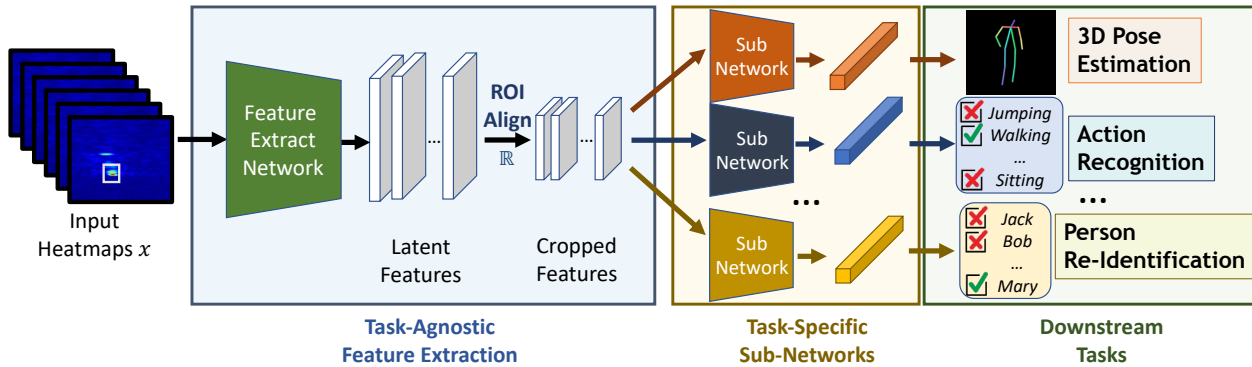 Input
Heatmaps x
Feature
Extract
Network
...
Latent
Features
ROI
Align
ℝ
...
Cropped
Features
Task-Agnostic
Feature Extraction
Sub
Network
Sub
Network
...
Sub
Network
Task-Specific
Sub-Networks
3D Pose
Estimation
Jumping
Walking
...
Sitting
Action
Recognition
...
Jack
Bob
...
Mary
Person
Re-Identification
Downstream
Tasks